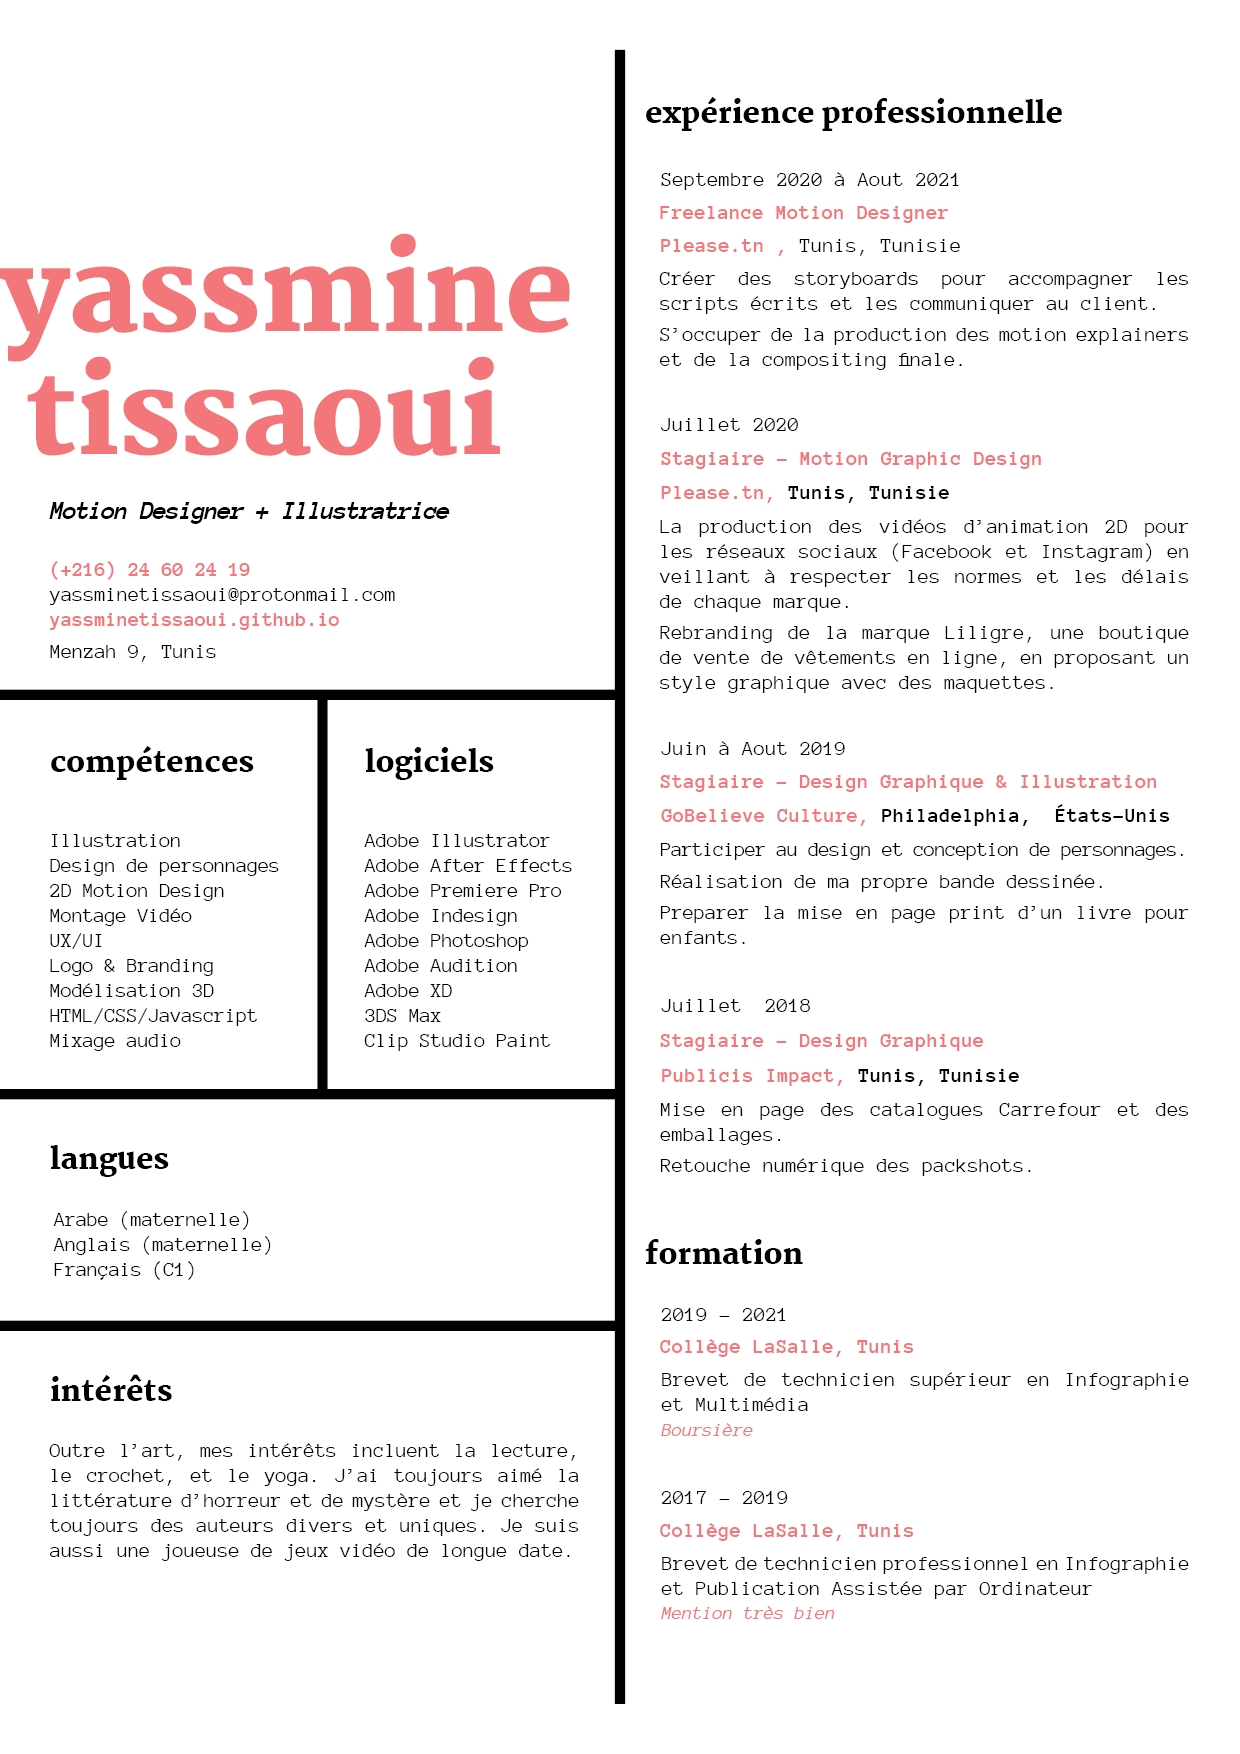 yassmine
tissaoui
Motion Designer + Illustratrice
(+216) 24 60 24 19
yassminetissaoui@protonmail.com
yassminetissaoui.github.io
Menzah 9, Tunis
compétences
Illustration
Design de personnages
2D Motion Design
Montage Vidéo
UX/UI
Logo & Branding
Modélisation 3D
HTML/CSS/Javascript
Mixage audio
logiciels
Adobe Illustrator
Adobe After Effects
Adobe Premiere Pro
Adobe Indesign
Adobe Photoshop
Adobe Audition
Adobe XD
3DS Max
Clip Studio Paint
langues
Arabe (maternelle)
Anglais (maternelle)
Français (C1)
intérêts
Outre l'art, mes intérêts incluent la lecture,
le crochet, et le yoga. J'ai toujours aimé la
littérature d'horreur et de mystère et je cherche
toujours des auteurs divers et uniques. Je suis
aussi une joueuse de jeux vidéo de longue date.
expérience professionnelle
Septembre 2020 à Aout 2021
Freelance Motion Designer
Please.tn , Tunis, Tunisie
Créer des storyboards pour accompagner les
scripts écrits et les communiquer au client.
S'occuper de la production des motion explainers
et de la compositing finale.
Juillet 2020
Stagiaire – Motion Graphic Design
Please.tn, Tunis, Tunisie
La production des vidéos d'animation 2D pour
les réseaux sociaux (Facebook et Instagram) en
veillant à respecter les normes et les délais
de chaque marque.
Rebranding de la marque Liligre, une boutique
de vente de vêtements en ligne, en proposant un
style graphique avec des maquettes.
Juin à Aout 2019
Stagiaire – Design Graphique & Illustration
GoBelieve Culture, Philadelphia, États-Unis
Participer au design et conception de personnages.
Réalisation de ma propre bande dessinée.
Preparer la mise en page print d'un livre pour
enfants.
Juillet 2018
Stagiaire – Design Graphique
Publicis Impact, Tunis, Tunisie
Mise en page des catalogues Carrefour et des
emballages.
Retouche numérique des packshots.
formation
2019 – 2021
Collège LaSalle, Tunis
Brevet de technicien supérieur en Infographie
et Multimédia
Boursière
2017 – 2019
Collège LaSalle, Tunis
Brevet de technicien professionnel en Infographie
et Publication Assistée par Ordinateur
Mention très bien